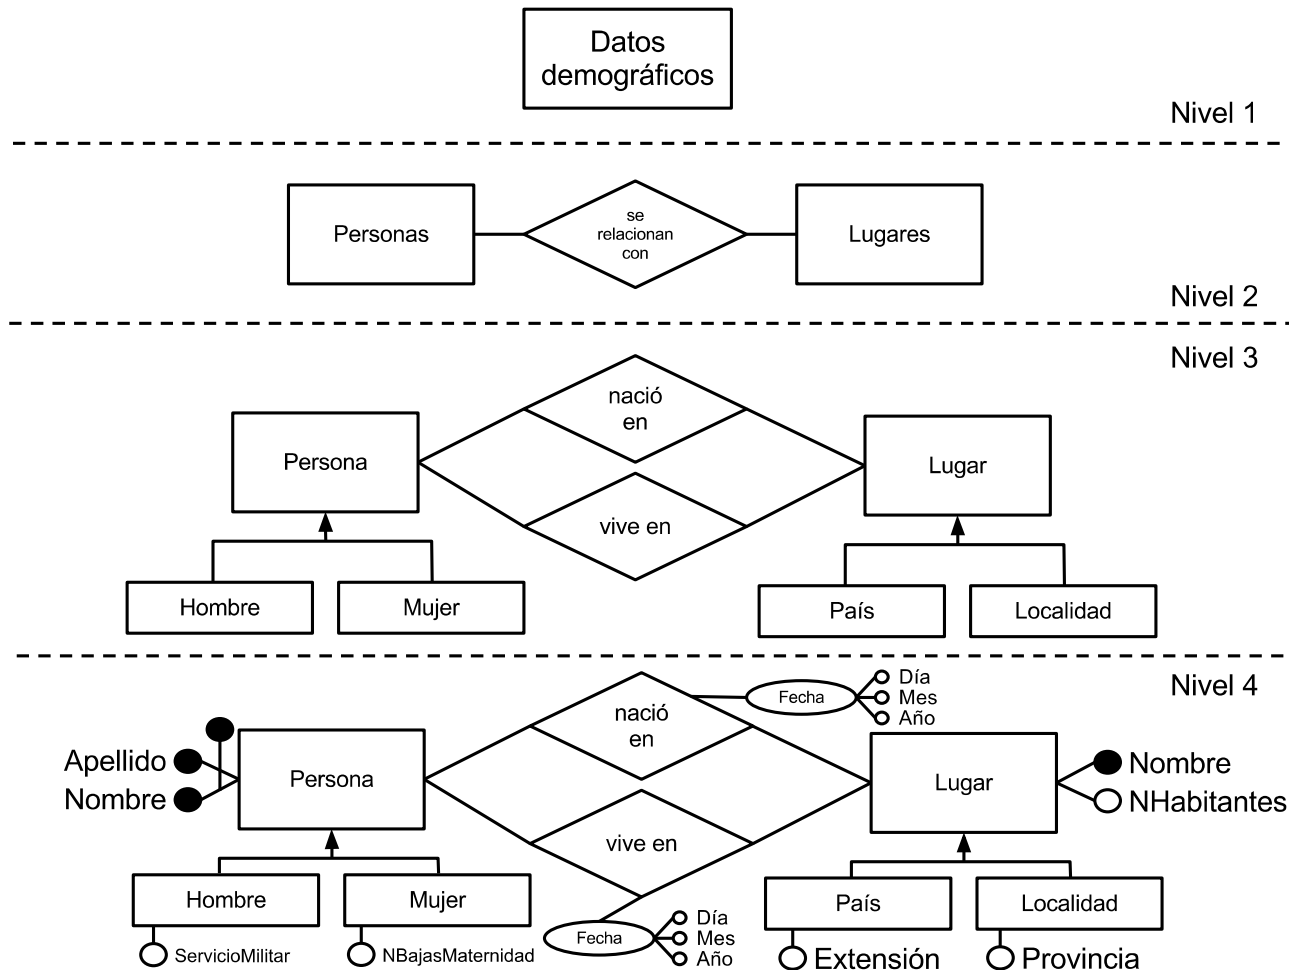 Datos
demográficos
Nivel 1
Personas
se
relacionan
con
Lugares
Nivel 2
Nivel 3
nació
en
Persona
Lugar
vive en
Hombre
Mujer
País
Localidad
Nivel 4
Fecha
Día
Mes
Año
nació
en
Apellido
Nombre
Persona
Lugar
Nombre
NHabitantes
vive en
Hombre
Mujer
País
Localidad
ServicioMilitar
NBajasMaternidad
Fecha
Día
Mes
Año
Extensión
Provincia